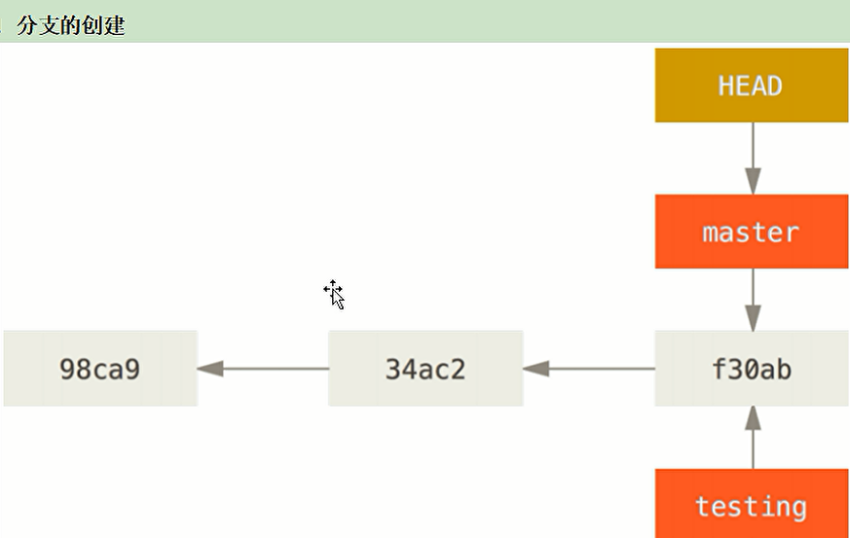 分支的创建
HEAD
master
98ca9
34ac2
f30ab
testing